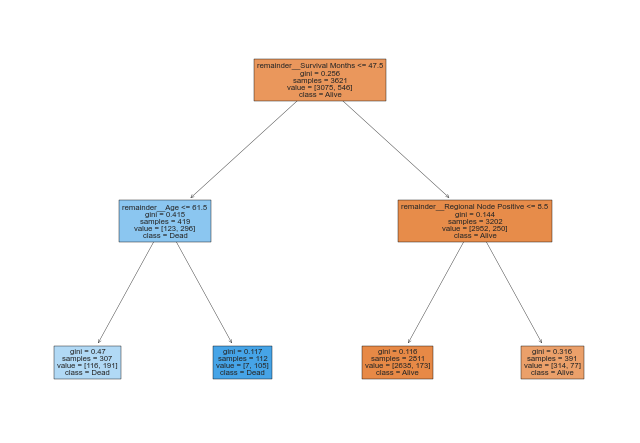 remainder__Survival Months <= 47.5
gini = 0.256
samples = 3621
value = [3075, 546]
class = Alive
remainder__Age <= 61.5
gini = 0.415
samples = 419
value = [123, 296]
class = Dead
remainder__Regional Node Positive <= 5.5
gini = 0.144
samples = 3202
value = [2952, 250]
class = Alive
gini = 0.47
samples = 307
value = [116, 191]
class = Dead
gini = 0.117
samples = 112
value = [7, 105]
class = Dead
gini = 0.116
samples = 2811
value = [2638, 173]
class = Alive
gini = 0.316
samples = 391
value = [314, 77]
class = Alive